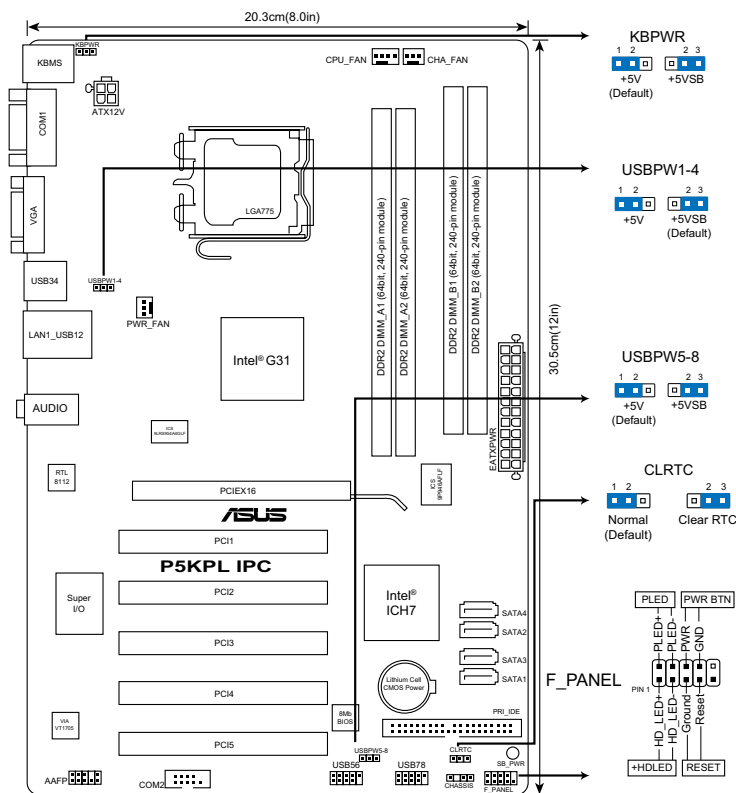 20.3cm(8.0in)
KBPWR
KBMS
COM1
VGA
USB34
LAN1_USB12
AUDIO
ATX12V
CPU_FAN
CHA_FAN
LGA775
USBPW1-4
PWR_FAN
Intel® G31
DDR2 DIMM_A1 (64bit, 240-pin module)
DDR2 DIMM_A2 (64bit, 240-pin module)
DDR2 DIMM_B1 (64bit, 240-pin module)
DDR2 DIMM_B2 (64bit, 240-pin module)
30.5cm(12in)
EATXPWR
ICS
RTL
8112
ICS
9P946AFLF
PCIEX16
ASUS
PCI1
P5KPL IPC
PCI2
PCI3
PCI4
PCI5
Super
I/O
Intel®
ICH7
SATA4
SATA2
SATA3
SATA1
Lithium Cell
CMOS Power
8Mb
BIOS
PRI_IDE
VIA
VT1705
USBPW5-8
CLRTC
SB_PWR
AAFP
COM2
USB56
USB78
CHASSIS
F_PANEL
KBPWR
1 2
2 3
+5V
(Default)
+5VSB
USBPW1-4
1 2
2 3
+5V
+5VSB
(Default)
USBPW5-8
1 2
2 3
+5V
(Default)
+5VSB
CLRTC
1 2
2 3
Normal
(Default)
Clear RTC
F_PANEL
PLED
PWR BTN
PLED+
PLED-
PWR
GND
PIN 1
HD_LED+
HD_LED-
Ground
Reset
+HDLED
RESET